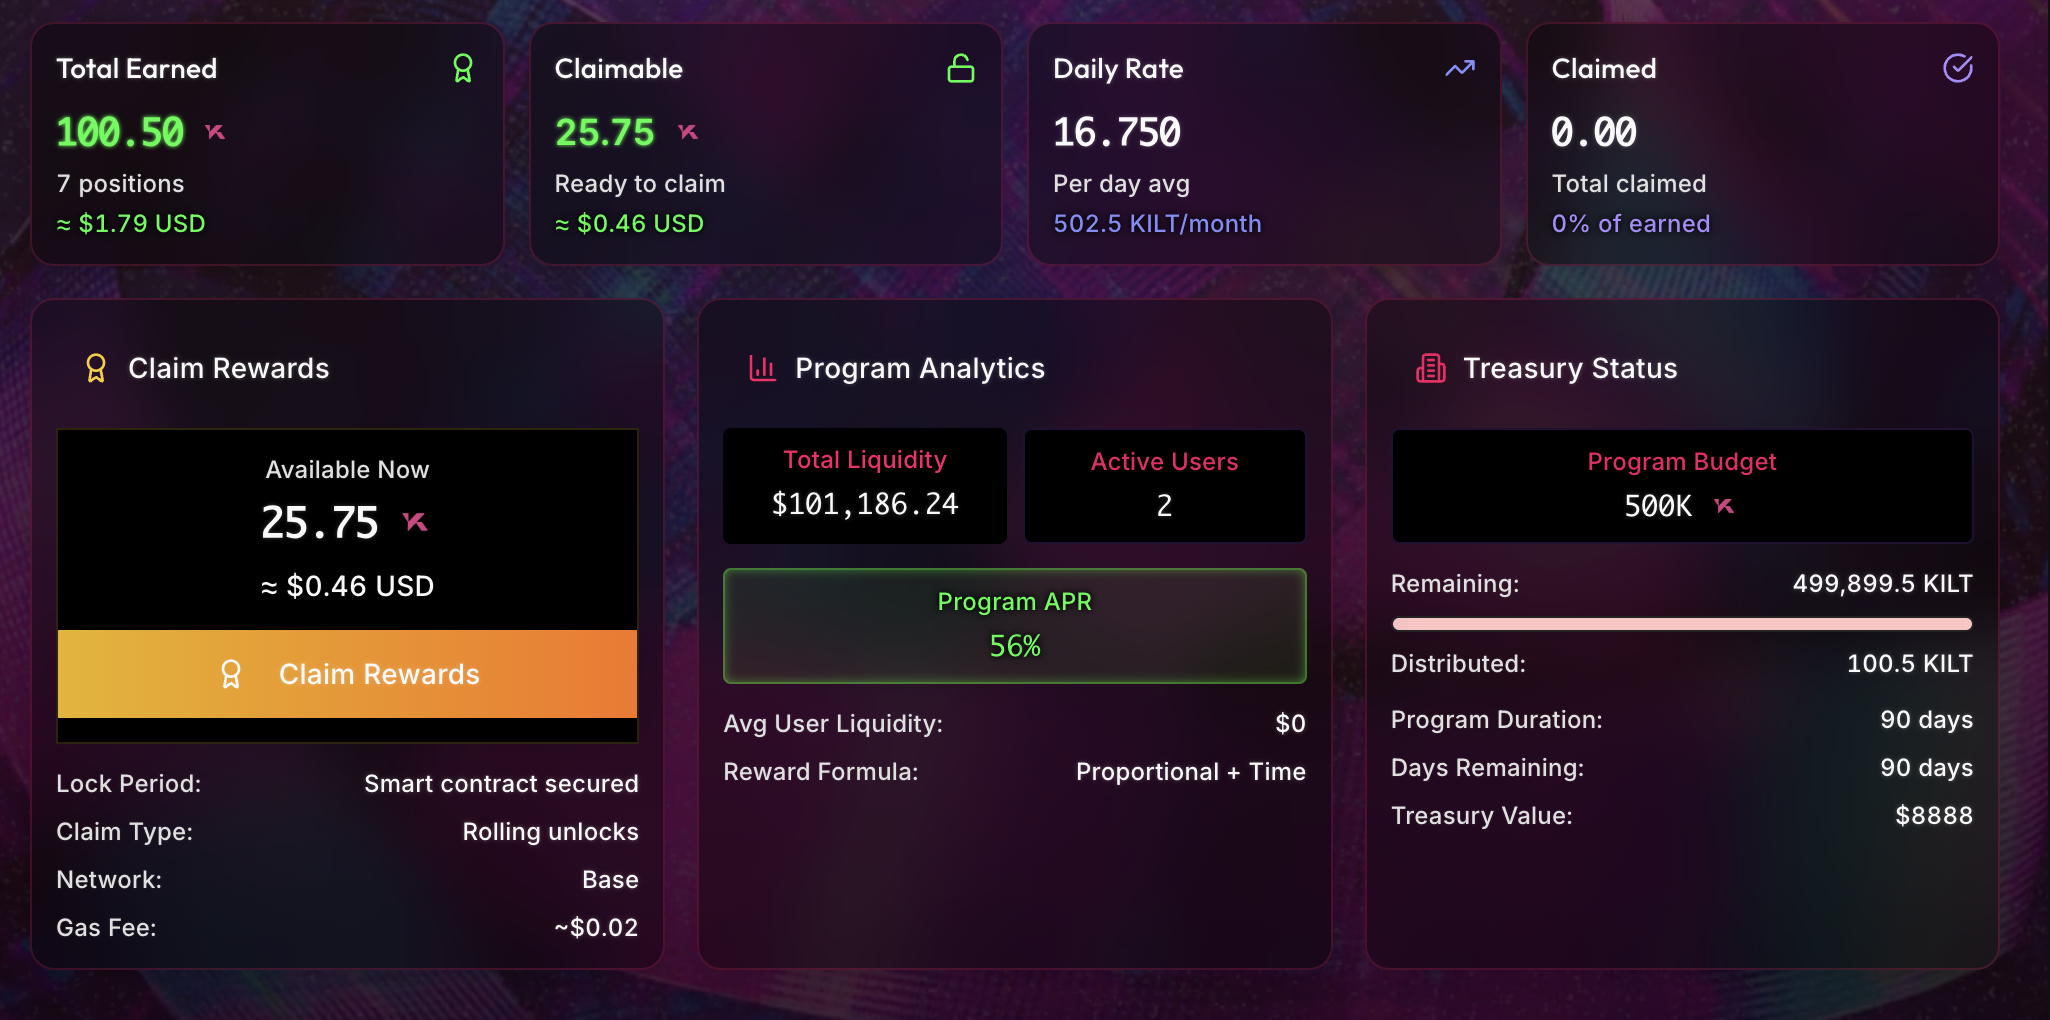 Total Earned
100.50
7 positions
≈ $1.79 USD
Claimable
25.75
Ready to claim
≈ $0.46 USD
Daily Rate
16.750
Per day avg
502.5 KILT/month
Claimed
0.00
Total claimed
0% of earned
Claim Rewards
Available Now
25.75
≈ $0.46 USD
Claim Rewards
Lock Period: Smart contract secured
Claim Type: Rolling unlocks
Network: Base
Gas Fee: ~$0.02
Program Analytics
Total Liquidity
$101,186.24
Active Users
2
Program APR
56%
Avg User Liquidity: $0
Reward Formula: Proportional + Time
Treasury Status
Program Budget
500K
Remaining: 499,899.5 KILT
Distributed: 100.5 KILT
Program Duration: 90 days
Days Remaining: 90 days
Treasury Value: $8888